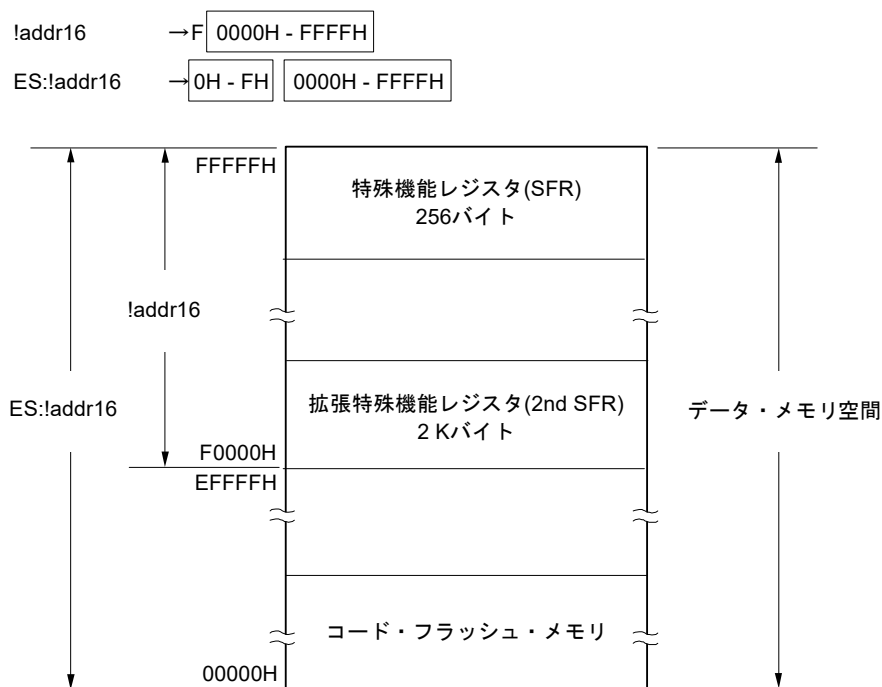 !addr16 →F 0000H - FFFFH
ES:!addr16 →0H - FH 0000H - FFFFH
FFFFFH
特殊機能レジスタ(SFR)
256バイト
!addr16
ES:!addr16
拡張特殊機能レジスタ(2nd SFR)
2 Kバイト
データ・メモリ空間
F0000H
EFFFFH
コード・フラッシュ・メモリ
00000H